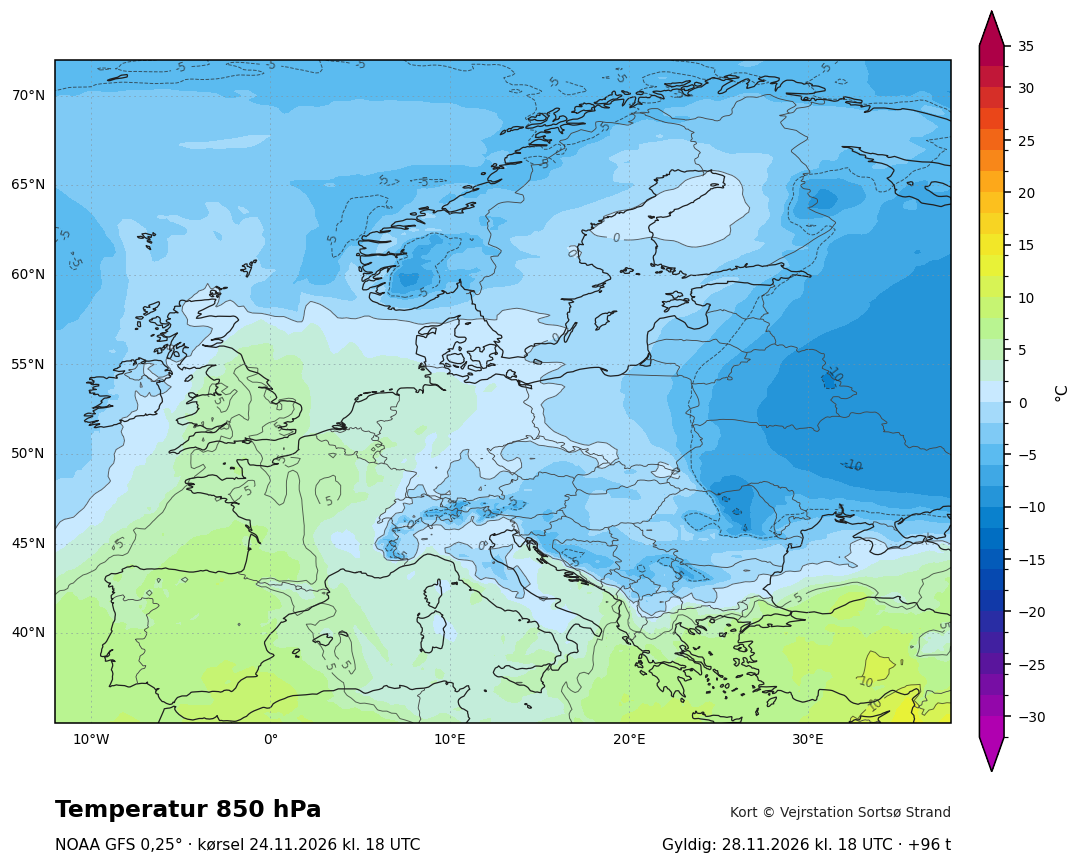 70°N
65°N
60°N
55°N
50°N
45°N
40°N
10°W
0°
10°E
20°E
30°E
35
30
25
20
15
10
5
0
−5
−10
−15
−20
−25
−30
°C
Temperatur 850 hPa
Kort © Vejrstation Sortsø Strand
NOAA GFS 0,25° · kørsel 24.11.2026 kl. 18 UTC
Gyldig: 28.11.2026 kl. 18 UTC · +96 t